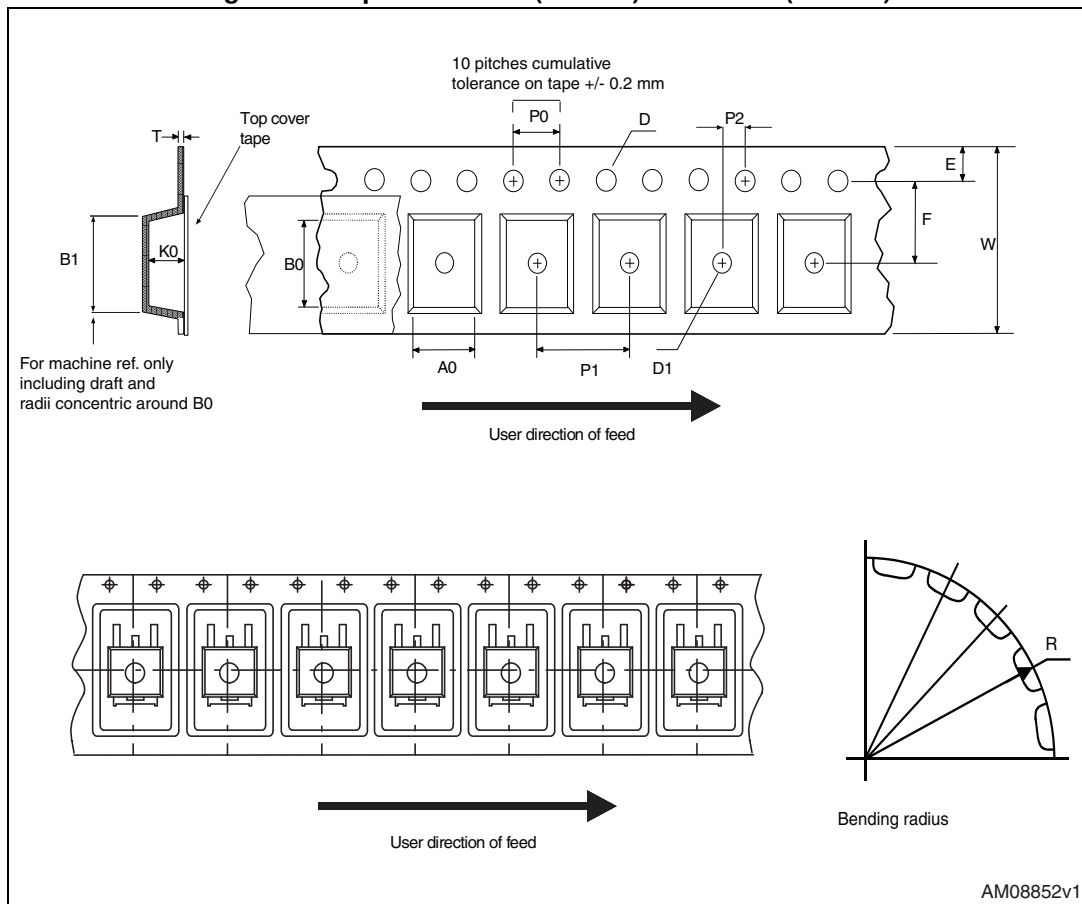 10 pitches cumulative
tolerance on tape +/- 0.2 mm
P0
D
P2
T
Top cover
tape
E
F
W
B1
K0
B0
For machine ref. only
including draft and
radii concentric around B0
A0
P1
D1
User direction of feed
R
User direction of feed
Bending radius
AM08852v1